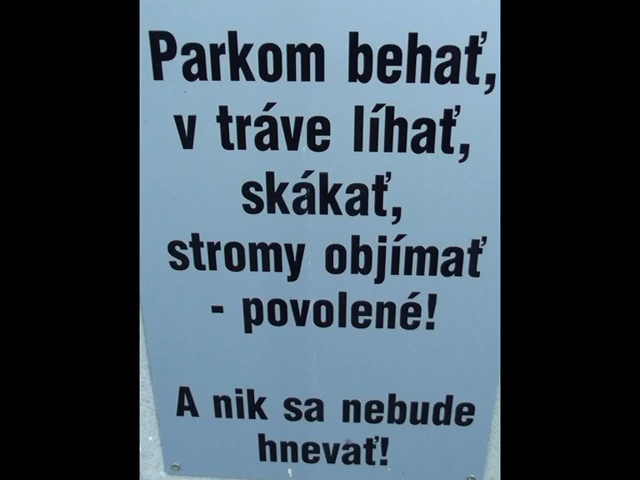 Parkom behať,
v tráve líhať,
skákať,
stromy objímať
- povolené!
A nik sa nebude
hnevať!